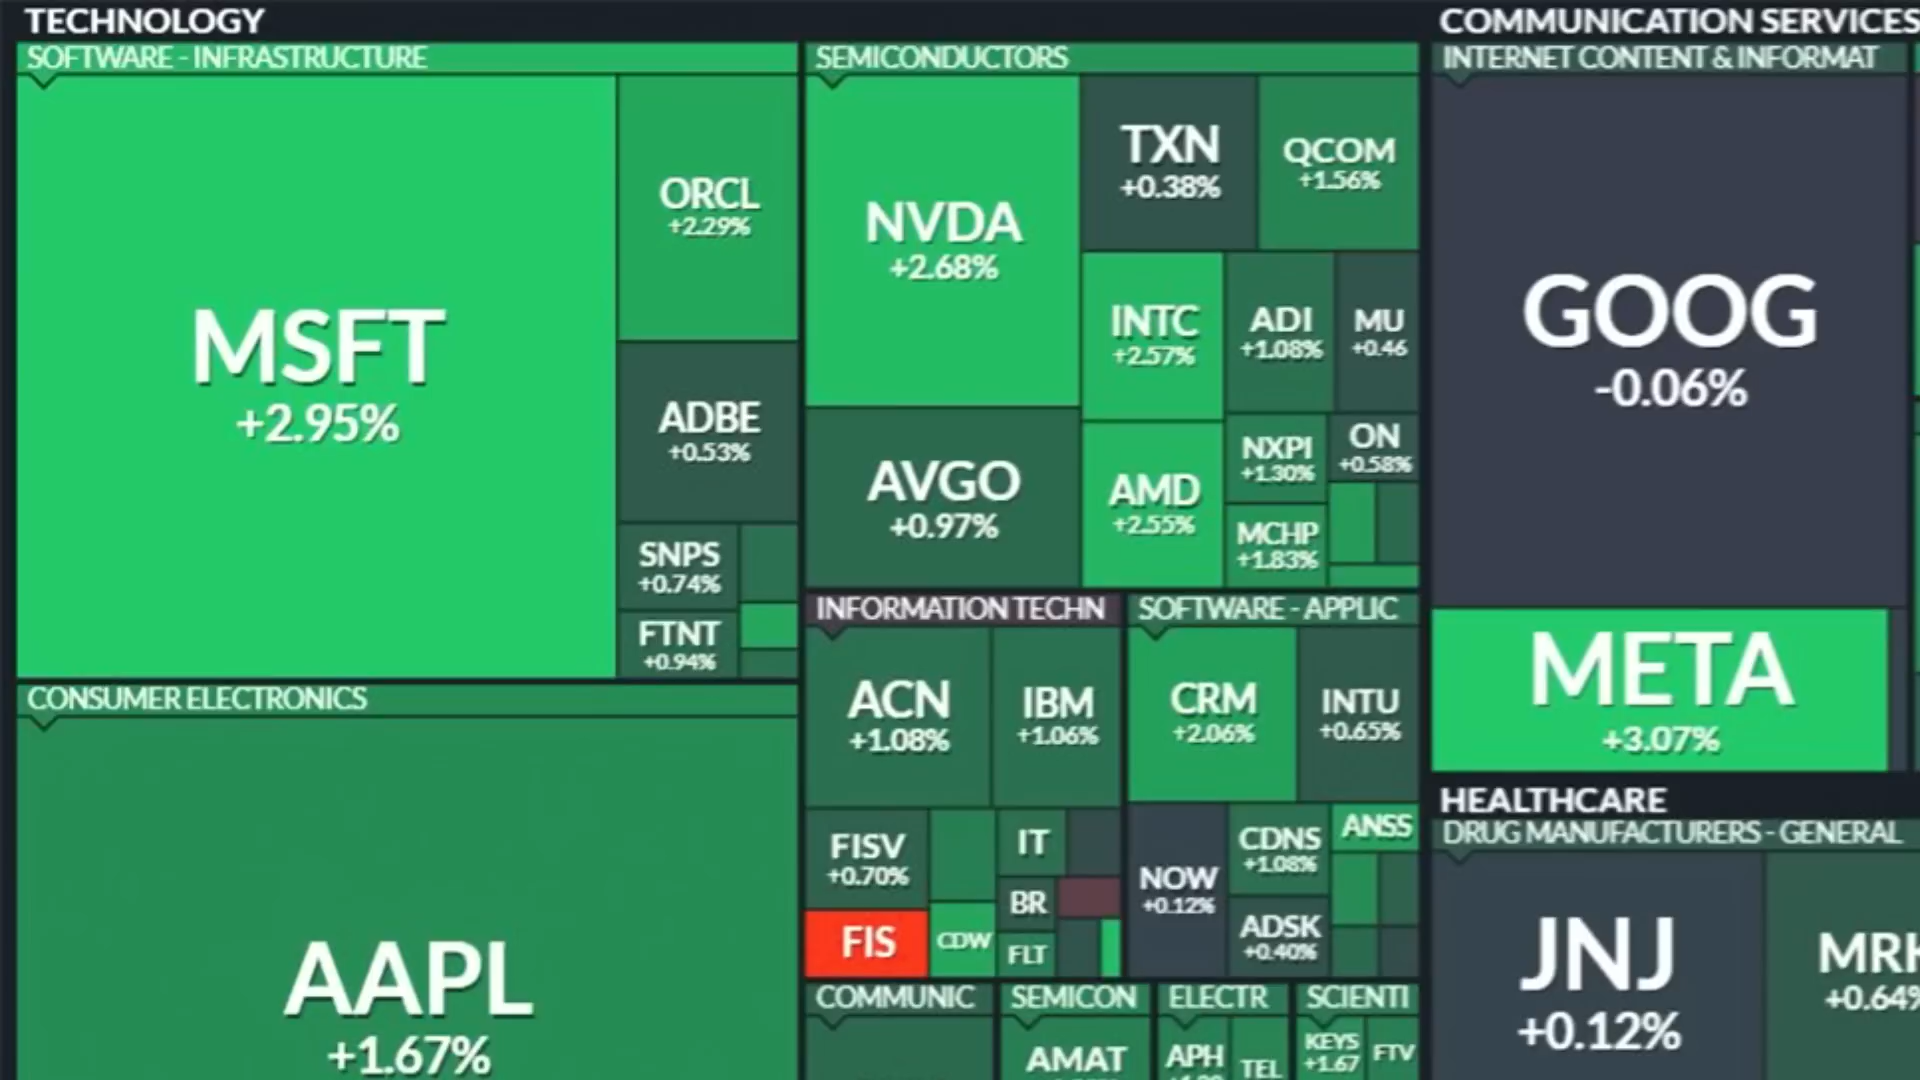 TECHNOLOGY
SOFTWARE - INFRASTRUCTURE
MSFT
+2.95%
ORCL
+2.29%
ADBE
+0.53%
SNPS
+0.74%
FTNT
+0.94%
CONSUMER ELECTRONICS
AAPL
+1.67%
SEMICONDUCTORS
NVDA
+2.68%
AVGO
+0.97%
TXN
+0.38%
QCOM
+1.56%
INTC
+2.57%
ADI
+1.08%
MU
+0.46
AMD
+2.55%
NXPI
+1.30%
ON
+0.58%
MCHP
+1.83%
INFORMATION TECHN
ACN
+1.08%
IBM
+1.06%
FISV
+0.70%
FIS
CDW
IT
BR
FLT
SOFTWARE - APPLIC
CRM
+2.06%
INTU
+0.65%
NOW
+0.12%
CDNS
+1.08%
ANSS
ADSK
+0.40%
COMMUNIC
SEMICON
AMAT
ELECTR
APH
TEL
SCIENTI
KEYS
+1.67
FTV
COMMUNICATION SERVICES
INTERNET CONTENT & INFORMAT
GOOG
-0.06%
META
+3.07%
HEALTHCARE
DRUG MANUFACTURERS - GENERAL
JNJ
+0.12%
MRK
+0.64%